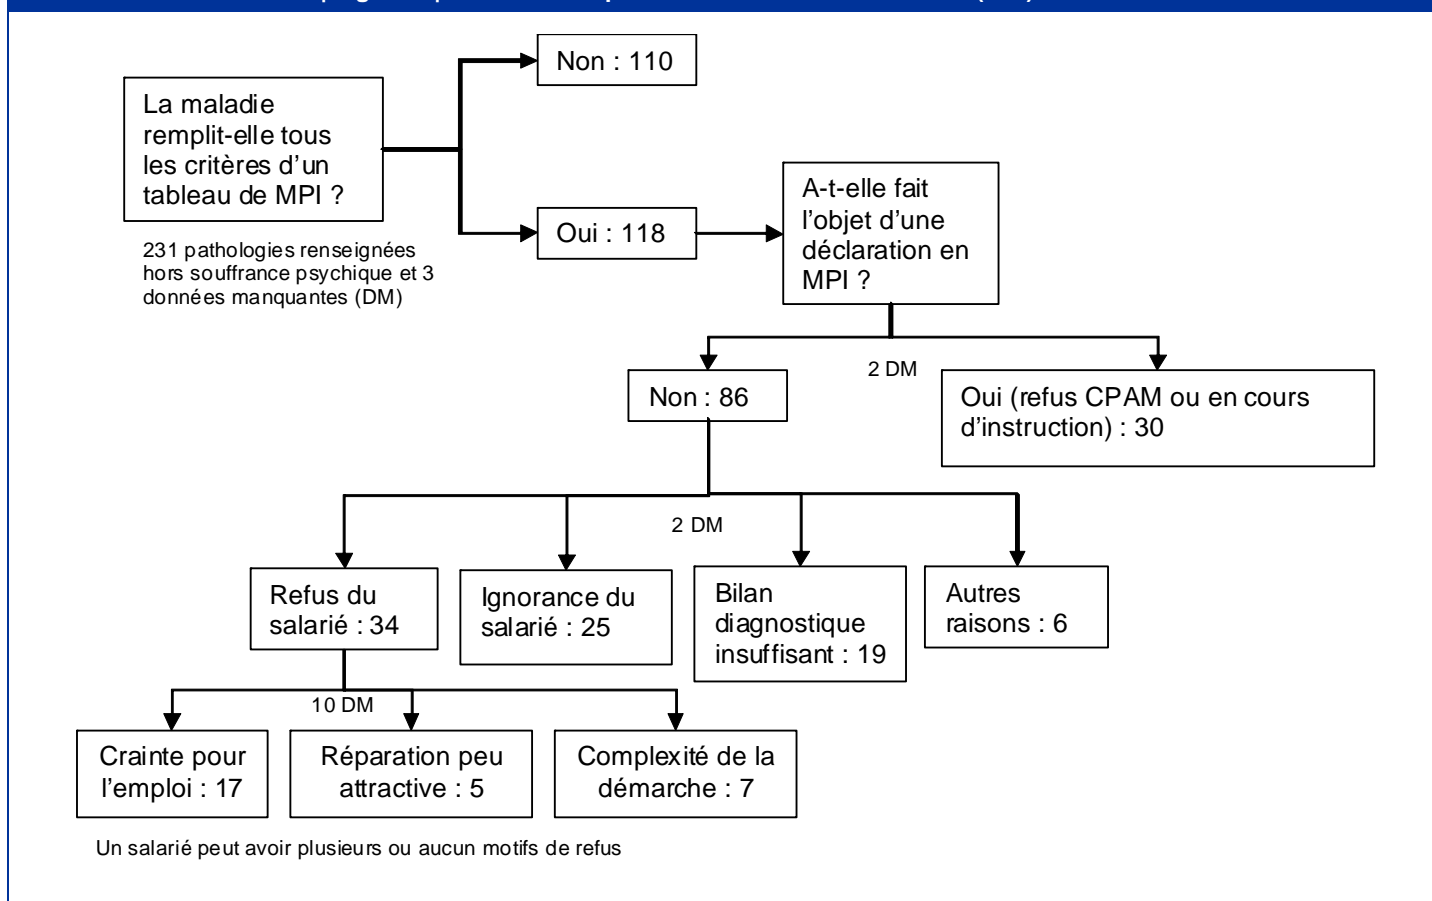 Non : 110
La maladie
remplit-elle tous
les critères d’un
tableau de MPI ?
A-t-elle fait
l’objet d’une
déclaration en
MPI ?
Oui : 118
231 pathologies renseignées
hors souffrance psychique et 3
données manquantes (DM)
2 DM
Non : 86
Oui (refus CPAM ou en cours
d’instruction) : 30
2 DM
Refus du
salarié : 34
Ignorance du
salarié : 25
Bilan
diagnostique
insuffisant : 19
Autres
raisons : 6
10 DM
Crainte pour
l’emploi : 17
Réparation peu
attractive : 5
Complexité de la
démarche : 7
Un salarié peut avoir plusieurs ou aucun motifs de refus